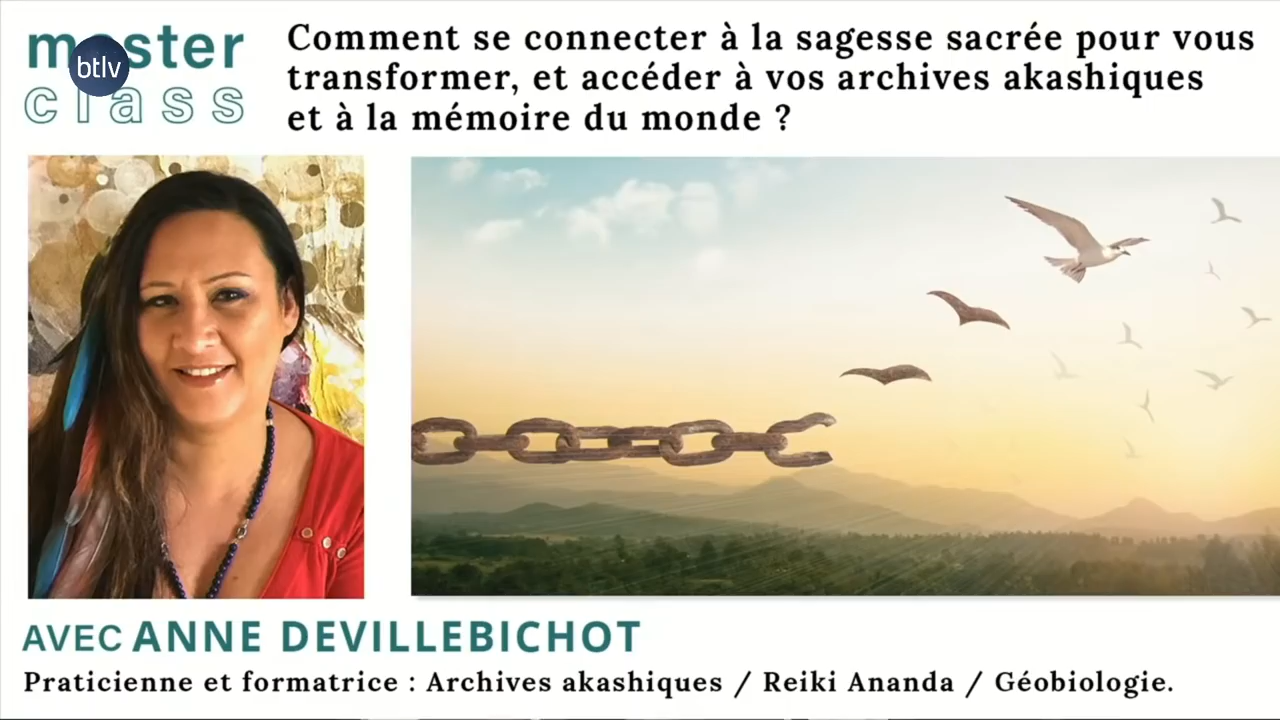 master
btlv
class
Comment se connecter à la sagesse sacrée pour vous
transformer, et accéder à vos archives akashiques
et à la mémoire du monde ?
AVEC ANNE DEVILLEBICHOT
Praticienne et formatrice : Archives akashiques / Reiki Ananda / Géobiologie.